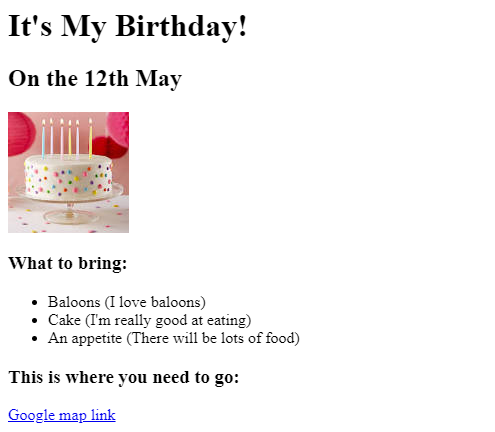 It's My Birthday!
On the 12th May
What to bring:
Baloons (I love baloons)
Cake (I'm really good at eating)
An appetite (There will be lots of food)
This is where you need to go:
Google map link